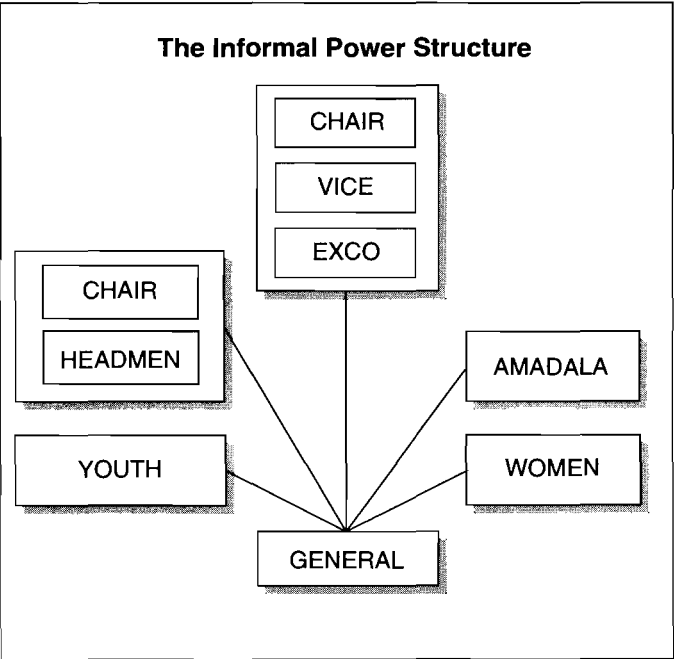 The Informal Power Structure
CHAIR
VICE
EXCO
CHAIR
HEADMEN
AMADALA
YOUTH
WOMEN
GENERAL